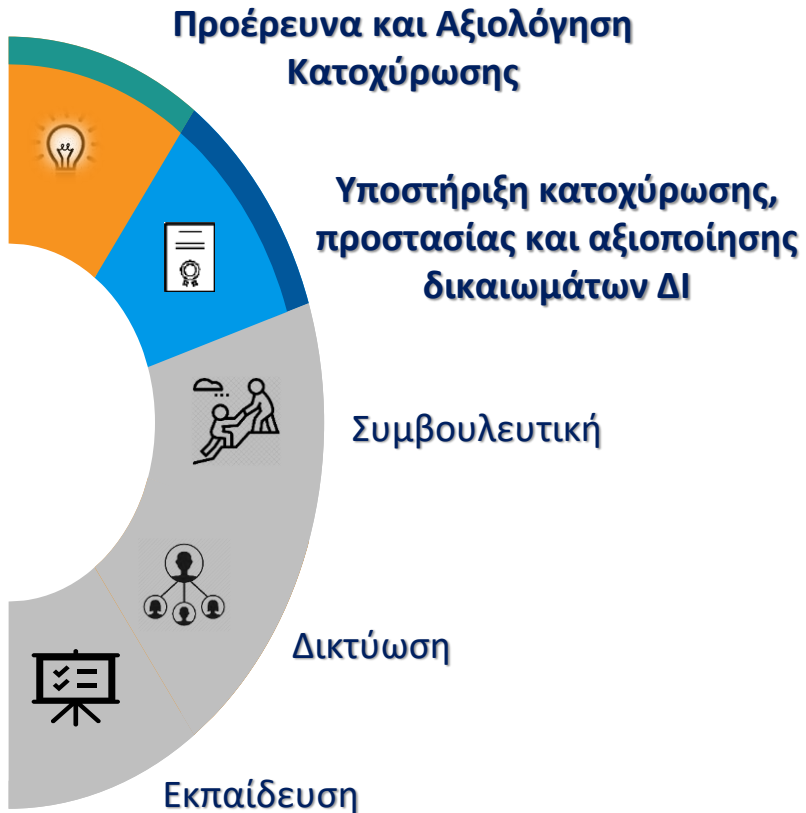 Προέρευνα και Αξιολόγηση
Κατοχύρωσης
Υποστήριξη κατοχύρωσης,
προστασίας και αξιοποίησης
δικαιωμάτων ΔΙ
Συμβουλευτική
Δικτύωση
Εκπαίδευση